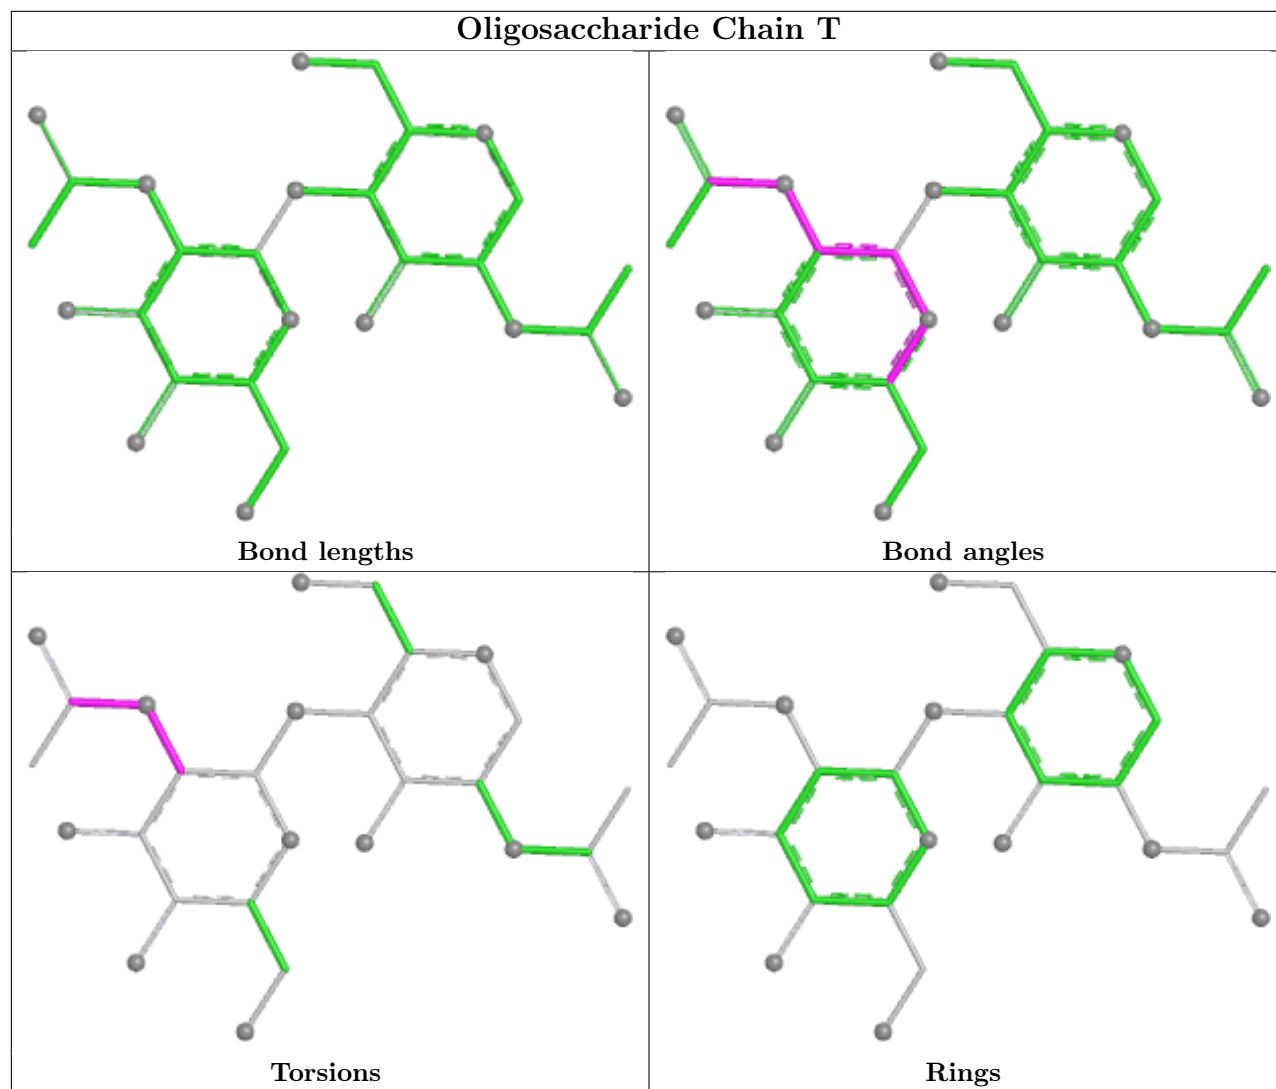 Oligosaccharide Chain T
Bond lengths
Bond angles
Torsions
Rings